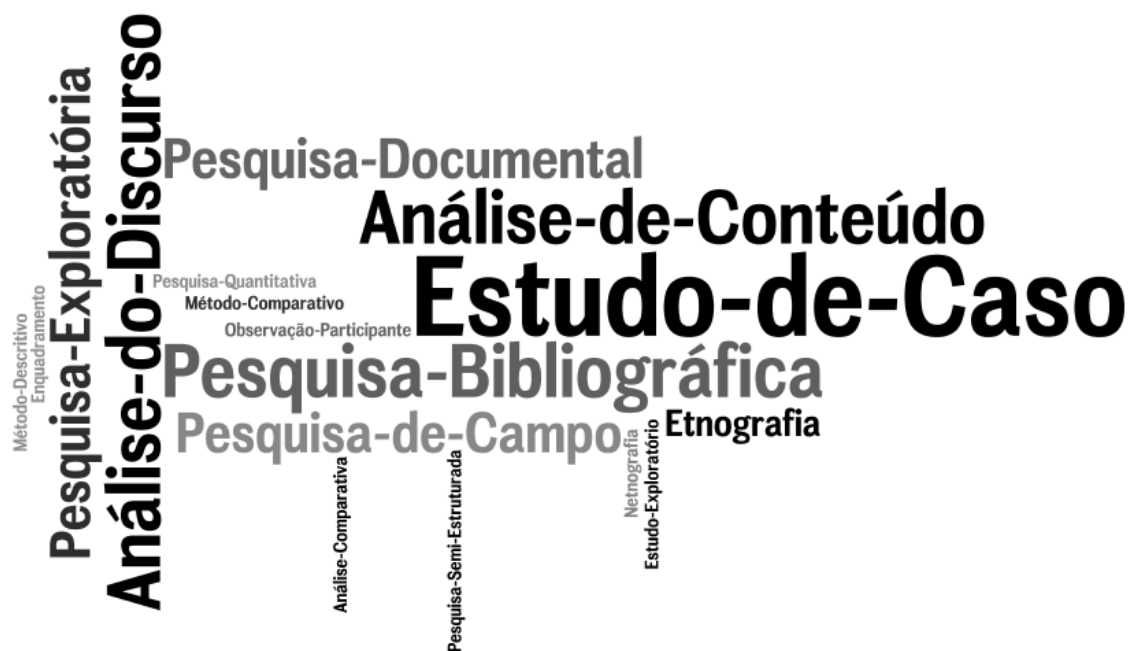 Pesquisa-Exploratória
Análise-do-Discurso
Pesquisa-Documental
Análise-de-Conteúdo
Estudo-de-Caso
Pesquisa-Quantitativa
Método-Comparativo
Observação-Participante
Método-Descritivo
Enquadramento
Pesquisa-Bibliográfica
Pesquisa-de-Campo
Etnografia
Netnografia
Estudo-Exploratório
Análise-Comparativa
Pesquisa-Semi-Estruturada